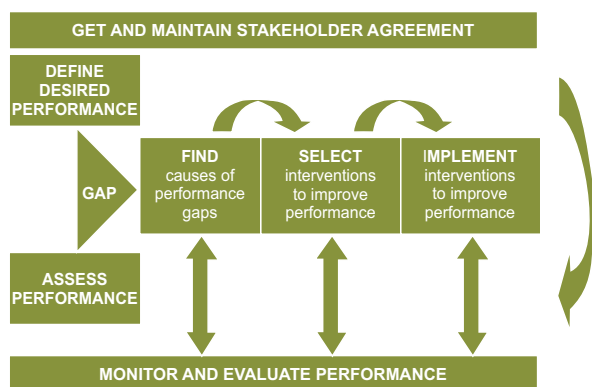 GET AND MAINTAIN STAKEHOLDER AGREEMENT
DEFINE
DESIRED
PERFORMANCE
GAP
FIND
causes of
performance
gaps
SELECT
interventions
to improve
performance
IMPLEMENT
interventions
to improve
performance
ASSESS
PERFORMANCE
MONITOR AND EVALUATE PERFORMANCE